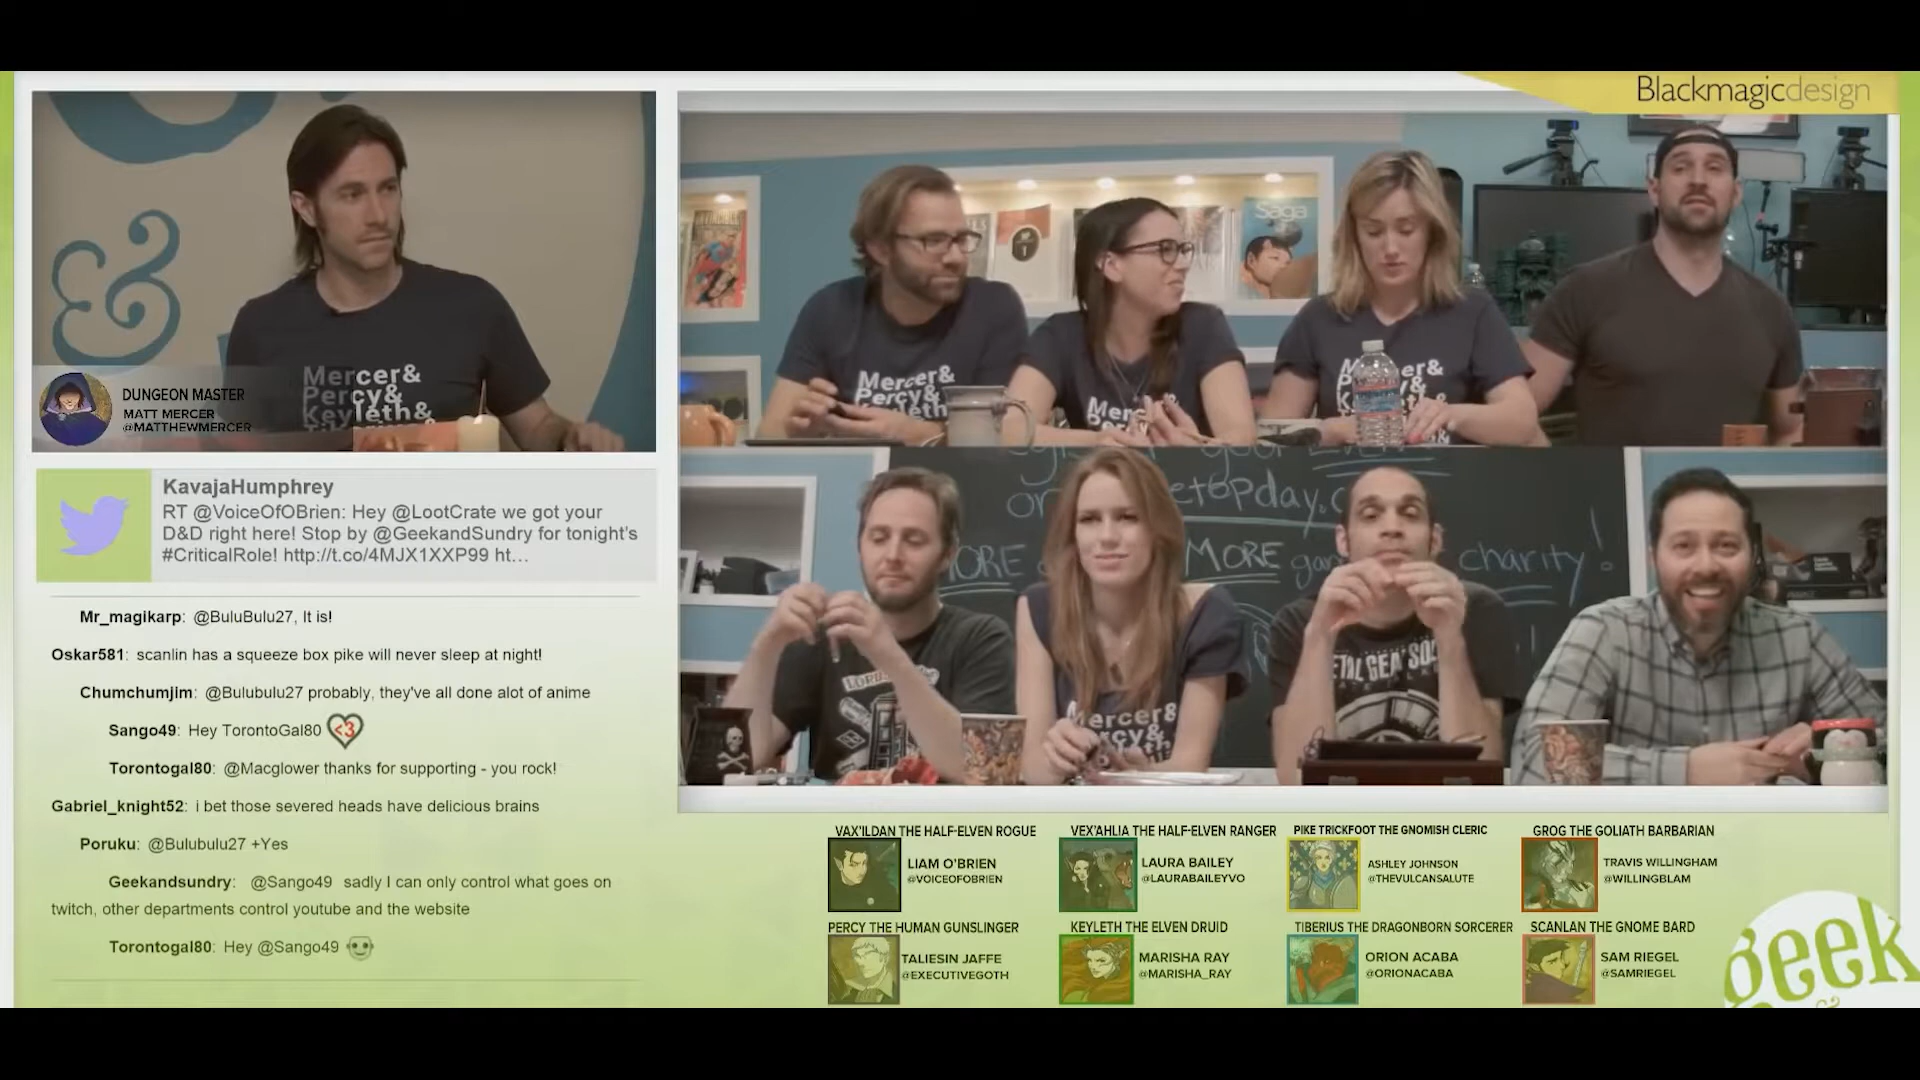 Blackmagicdesign
Saga
Mercer&
Percy&
Keyleth&
DUNGEON MASTER
MATT MERCER
@MATTHEWMERCER
Mercer&
Percy&
KavajaHumphrey
RT @VoiceOfOBrien: Hey @LootCrate we got your
D&D right here! Stop by @GeekandSundry for tonight's
#CriticalRole! http://t.co/4MJX1XXP99 ht...
MORE MORE charity!
METAL GEAR SOL
Mercer&
Percy&
Mr_magikarp: @BuluBulu27, It is!
Oskar581: scanlin has a squeeze box pike will never sleep at night!
Chumchumjim: @Bulubulu27 probably, they've all done alot of anime
Sango49: Hey TorontoGal80 <3
Torontogal80: @Macglower thanks for supporting - you rock!
Gabriel_knight52: i bet those severed heads have delicious brains
Poruku: @Bulubulu27 +Yes
Geekandsundry: @Sango49 sadly I can only control what goes on
twitch, other departments control youtube and the website
Torontogal80: Hey @Sango49
VAX'ILDAN THE HALF-ELVEN ROGUE
LIAM O'BRIEN
@VOICEOFOBRIEN
VEX'AHLIA THE HALF-ELVEN RANGER
LAURA BAILEY
@LAURABAILEYVO
PIKE TRICKFOOT THE GNOMISH CLERIC
ASHLEY JOHNSON
@THEVULCANSALUTE
GROG THE GOLIATH BARBARIAN
TRAVIS WILLINGHAM
@WILLINGBLAM
PERCY THE HUMAN GUNSLINGER
TALIESIN JAFFE
@EXECUTIVEGOTH
KEYLETH THE ELVEN DRUID
MARISHA RAY
@MARISHA_RAY
TIBERIUS THE DRAGONBORN SORCERER
ORION ACABA
@ORIONACABA
SCANLAN THE GNOME BARD
SAM RIEGEL
@SAMRIEGEL
geek
&